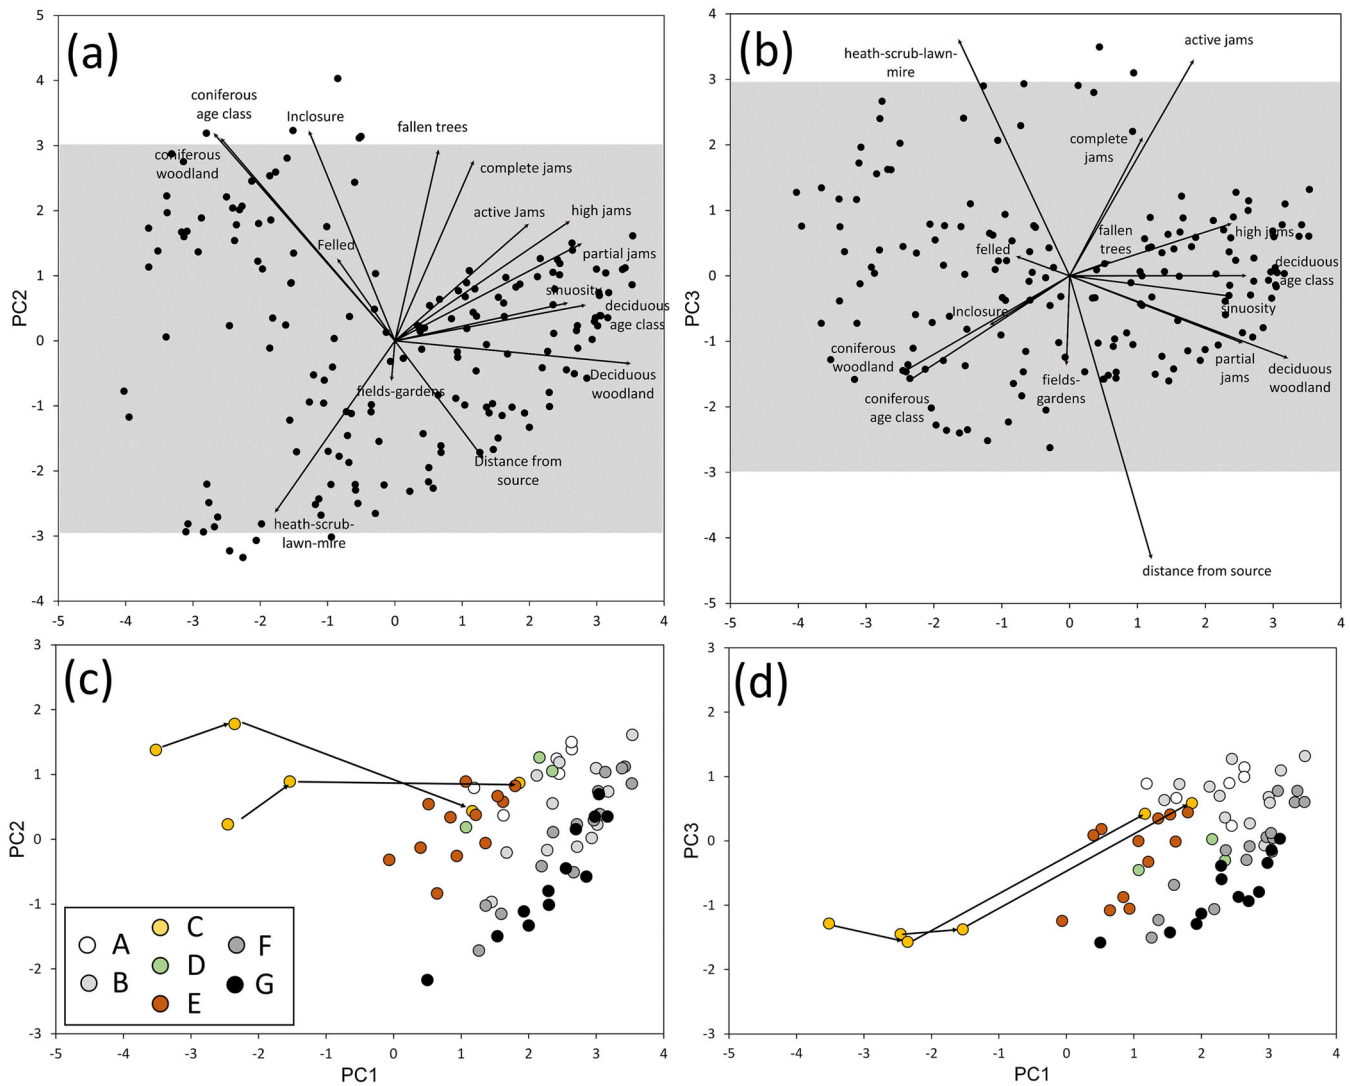 (a)
5
4
3
2
1
0
-1
-2
-3
-4
PC2
-5
-4
-3
-2
-1
0
1
2
3
4
coniferous
age class
Inclosure
fallen trees
coniferous
woodland
complete jams
active Jams
high jams
Felled
partial jams
sinuosity
deciduous
age class
fields-gardens
Deciduous
woodland
Distance from
source
heath-scrub-
lawn-mire
(b)
4
3
2
1
0
-1
-2
-3
-4
-5
PC3
-5
-4
-3
-2
-1
0
1
2
3
4
heath-scrub-lawn-
mire
active jams
complete
jams
fallen
trees
high jams
felled
deciduous
age class
Inclosure
sinuosity
coniferous
woodland
coniferous
age class
fields-
gardens
partial
jams
deciduous
woodland
distance from source
(c)
3
2
1
0
-1
-2
-3
PC2
-5
-4
-3
-2
-1
0
1
2
3
4
PC1
A
B
C
D
E
F
G
(d)
3
2
1
0
-1
-2
-3
PC3
-5
-4
-3
-2
-1
0
1
2
3
4
PC1